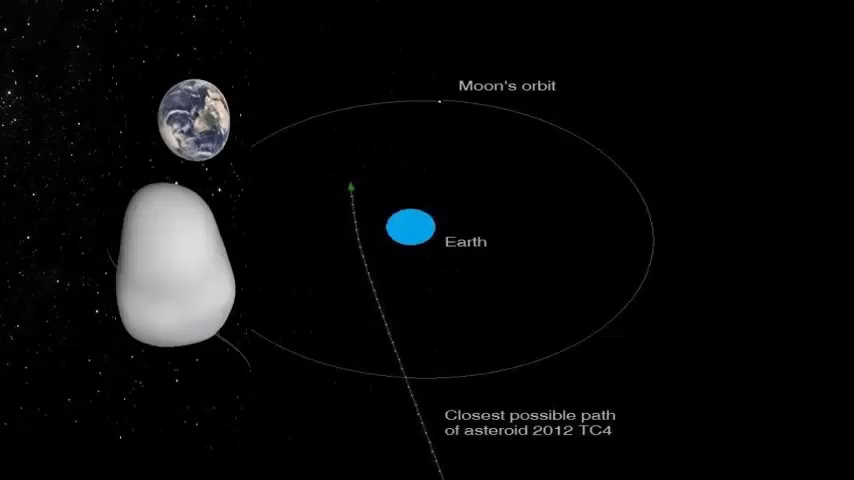 Moon's orbit
Earth
Closest possible path
of asteroid 2012 TC4